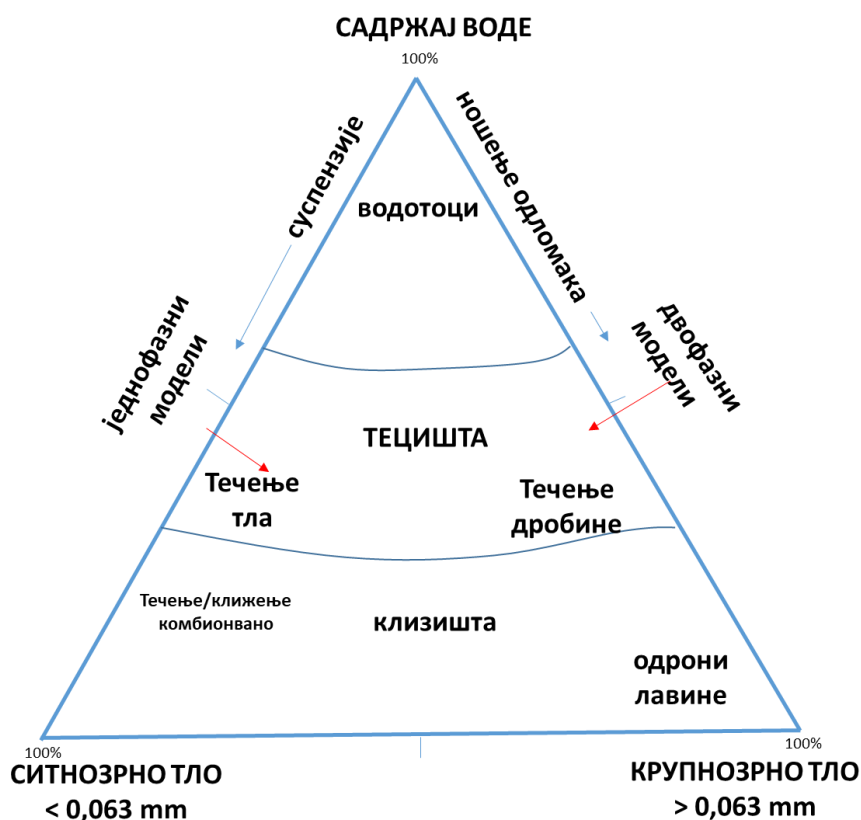 САДРЖАЈ ВОДЕ
100%
суспензије
ношење одломака
водотоци
једнофазни
модели
двофазни
модели
ТЕЦИШТА
Течење
тла
Течење
дробине
Течење/клижење
комбионвано
клизишта
одрони
лавине
100%
100%
СИТНОЗРНО ТЛО
< 0,063 mm
КРУПНОЗРНО ТЛО
> 0,063 mm